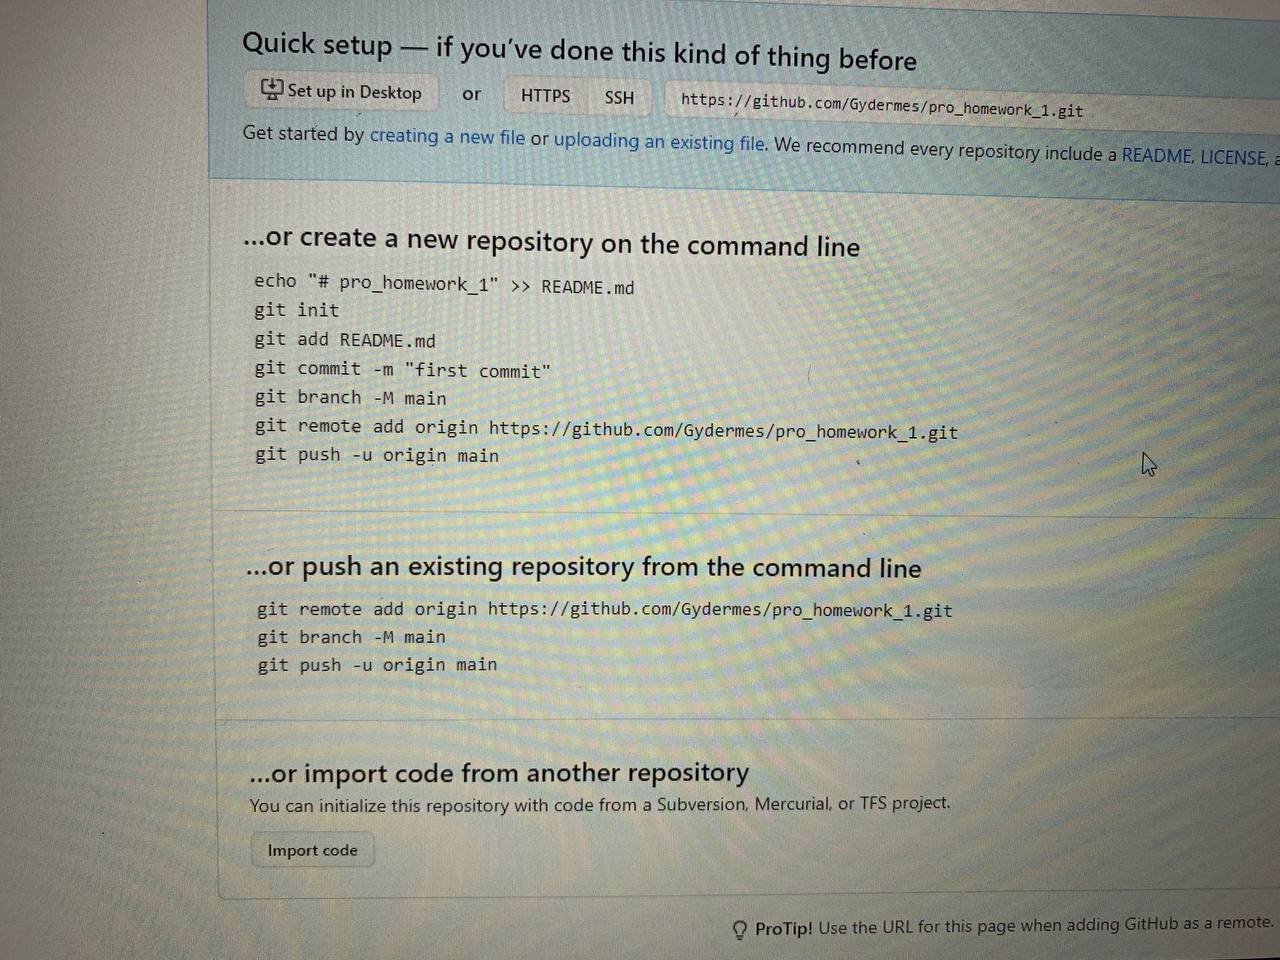 Quick setup — if you've done this kind of thing before
Set up in Desktop or HTTPS SSH https://github.com/Gydermes/pro_homework_1.git
Get started by creating a new file or uploading an existing file. We recommend every repository include a README, LICENSE,
...or create a new repository on the command line
echo "# pro_homework_1" >> README.md
git init
git add README.md
git commit -m "first commit"
git branch -M main
git remote add origin https://github.com/Gydermes/pro_homework_1.git
git push -u origin main
...or push an existing repository from the command line
git remote add origin https://github.com/Gydermes/pro_homework_1.git
git branch -M main
git push -u origin main
...or import code from another repository
You can initialize this repository with code from a Subversion, Mercurial, or TFS project.
Import code
ProTip! Use the URL for this page when adding GitHub as a remote.